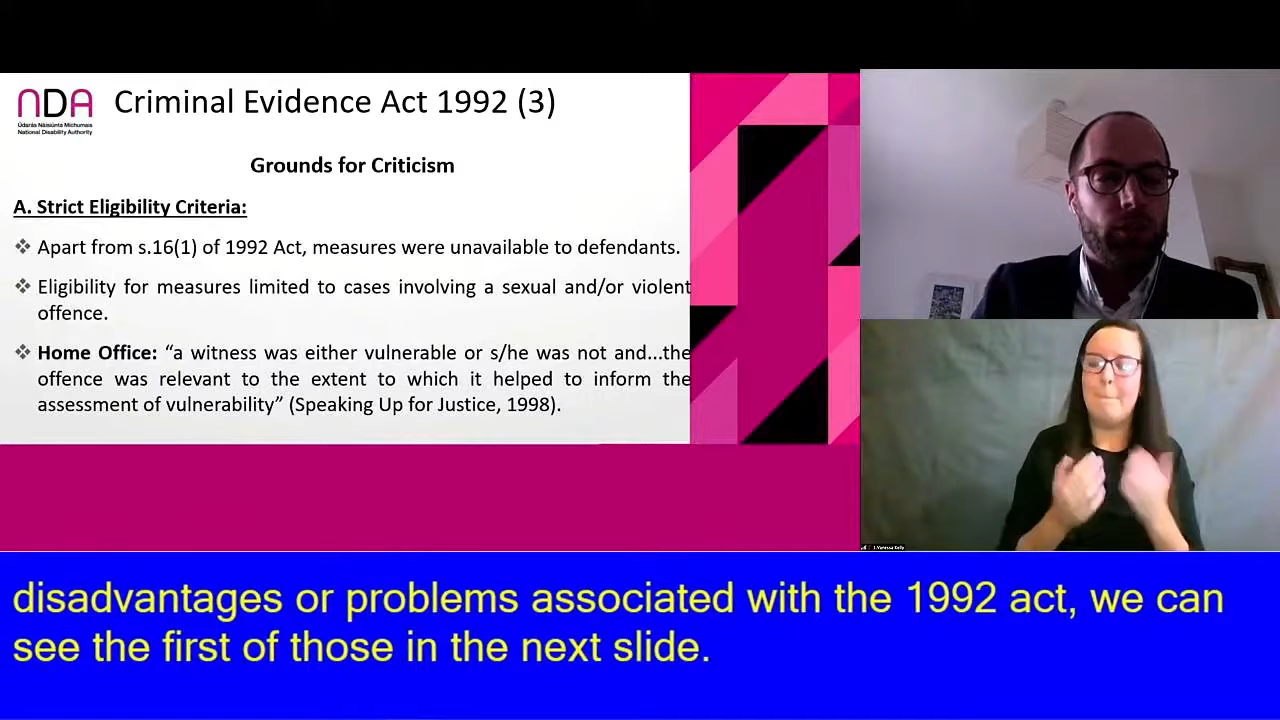 NDA
Údarás Náisiúnta Míchumais
National Disability Authority
Criminal Evidence Act 1992 (3)
Grounds for Criticism
A. Strict Eligibility Criteria:
❖ Apart from s.16(1) of 1992 Act, measures were unavailable to defendants.
❖ Eligibility for measures limited to cases involving a sexual and/or violent
offence.
❖ Home Office: “a witness was either vulnerable or s/he was not and...the
offence was relevant to the extent to which it helped to inform the
assessment of vulnerability” (Speaking Up for Justice, 1998).
disadvantages or problems associated with the 1992 act, we can
see the first of those in the next slide.